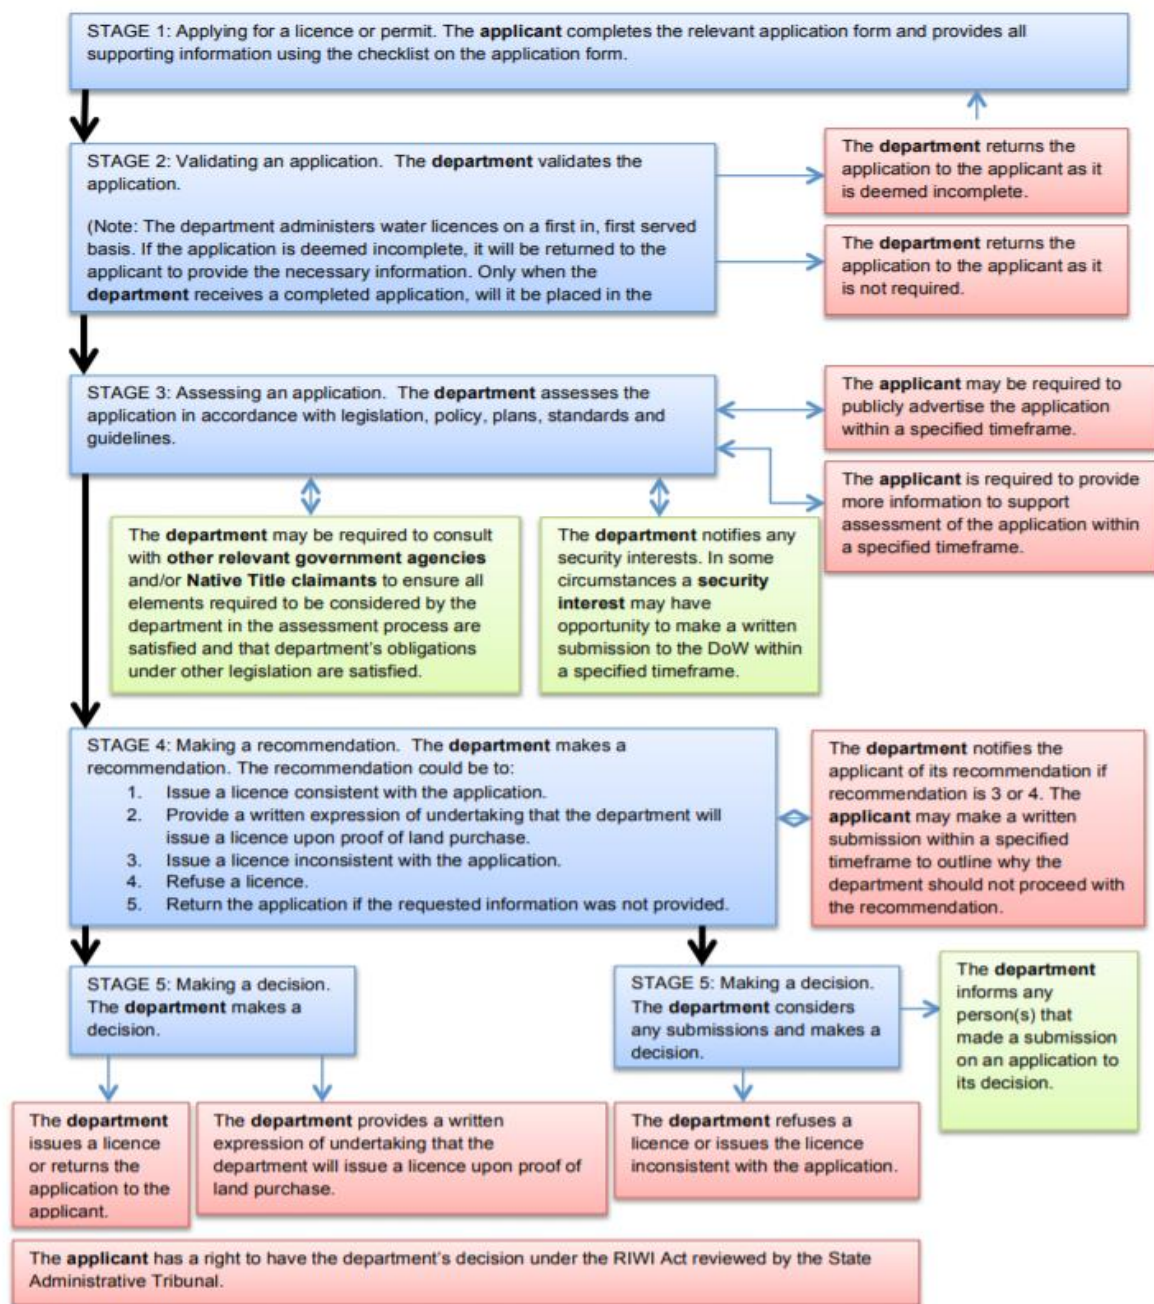 STAGE 1: Applying for a licence or permit. The applicant completes the relevant application form and provides all
supporting information using the checklist on the application form.
STAGE 2: Validating an application.  The department validates the
application.
(Note: The department administers water licences on a first in, first served
basis. If the application is deemed incomplete, it will be returned to the
applicant to provide the necessary information. Only when the
department receives a completed application, will it be placed in the
The department returns the
application to the applicant as it
is deemed incomplete.
The department returns the
application to the applicant as it
is not required.
STAGE 3: Assessing an application.  The department assesses the
application in accordance with legislation, policy, plans, standards and
guidelines.
The applicant may be required to
publicly advertise the application
within a specified timeframe.
The applicant is required to provide
more information to support
assessment of the application within
a specified timeframe.
The department may be required to consult
with other relevant government agencies
and/or Native Title claimants to ensure all
elements required to be considered by the
department in the assessment process are
satisfied and that department's obligations
under other legislation are satisfied.
The department notifies any
security interests. In some
circumstances a security
interest may have
opportunity to make a written
submission to the DoW within
a specified timeframe.
STAGE 4: Making a recommendation.  The department makes a
recommendation. The recommendation could be to:
1. Issue a licence consistent with the application.
2. Provide a written expression of undertaking that the department will
issue a licence upon proof of land purchase.
3. Issue a licence inconsistent with the application.
4. Refuse a licence.
5. Return the application if the requested information was not provided.
The department notifies the
applicant of its recommendation if
recommendation is 3 or 4. The
applicant may make a written
submission within a specified
timeframe to outline why the
department should not proceed with
the recommendation.
STAGE 5: Making a decision.
The department makes a
decision.
STAGE 5: Making a decision.
The department considers
any submissions and makes a
decision.
The department
informs any
person(s) that
made a submission
on an application to
its decision.
The department
issues a licence
or returns the
application to the
applicant.
The department provides a written
expression of undertaking that the
department will issue a licence upon proof of
land purchase.
The department refuses a
licence or issues the licence
inconsistent with the application.
The applicant has a right to have the department's decision under the RIWI Act reviewed by the State
Administrative Tribunal.